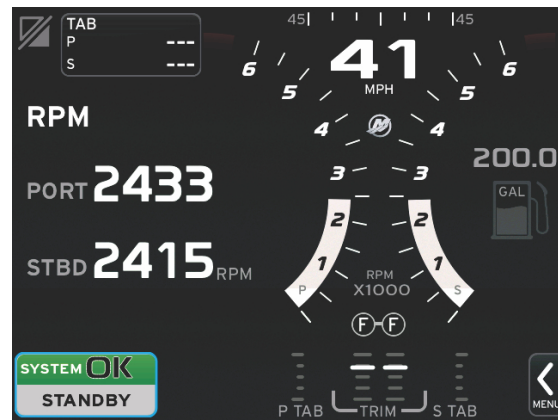 TAB
P ---
S ---
45 45
41
MPH
6 6
5 5
4 4
3 3
2 2
1 1
RPM
X1000
P S
F F
RPM
PORT 2433
STBD 2415 RPM
200.0
GAL
SYSTEM OK
STANDBY
P TAB TRIM S TAB
MENU